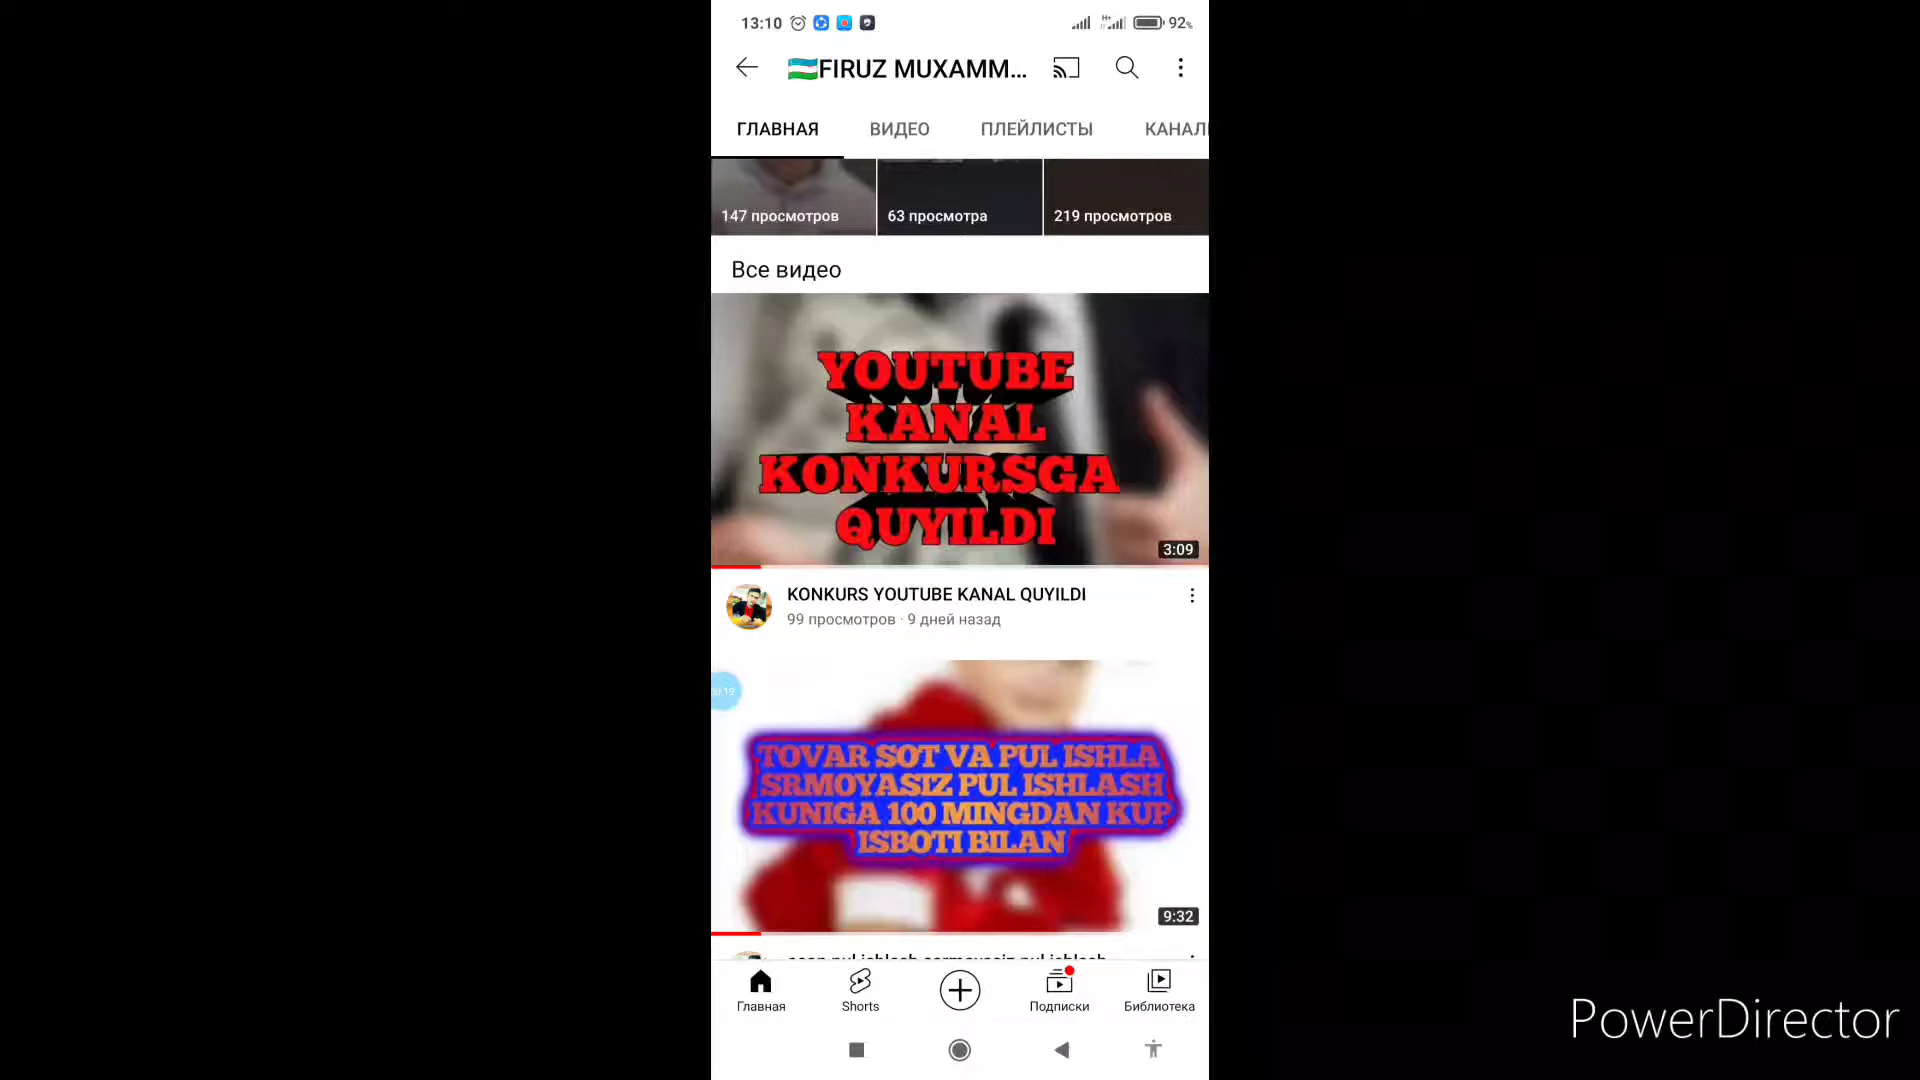 13:10 92%
FIRUZ MUXAMM...
ГЛАВНАЯ ВИДЕО ПЛЕЙЛИСТЫ КАНАЛ
147 просмотров 63 просмотра 219 просмотров
Все видео
YOUTUBE
KANAL
KONKURSGA
QUYILDI
3:09
KONKURS YOUTUBE KANAL QUYILDI
99 просмотров · 9 дней назад
TOVAR SOT VA PUL ISHLA
SRMOYASIZ PUL ISHLASH
KUNIGA 100 MINGDAN KUP
ISBOTI BILAN
9:32
Главная Shorts Подписки Библиотека
PowerDirector